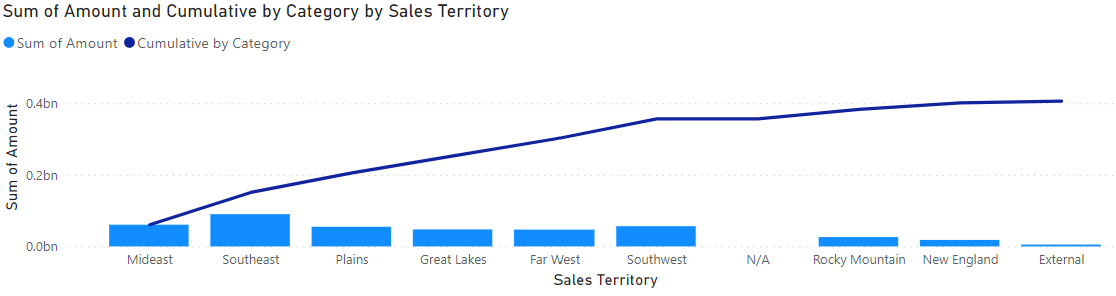 Sum of Amount and Cumulative by Category by Sales Territory
Sum of Amount Cumulative by Category
Sum of Amount
0.4bn
0.2bn
0.0bn
Mideast Southeast Plains Great Lakes Far West Southwest N/A Rocky Mountain New England External
Sales Territory